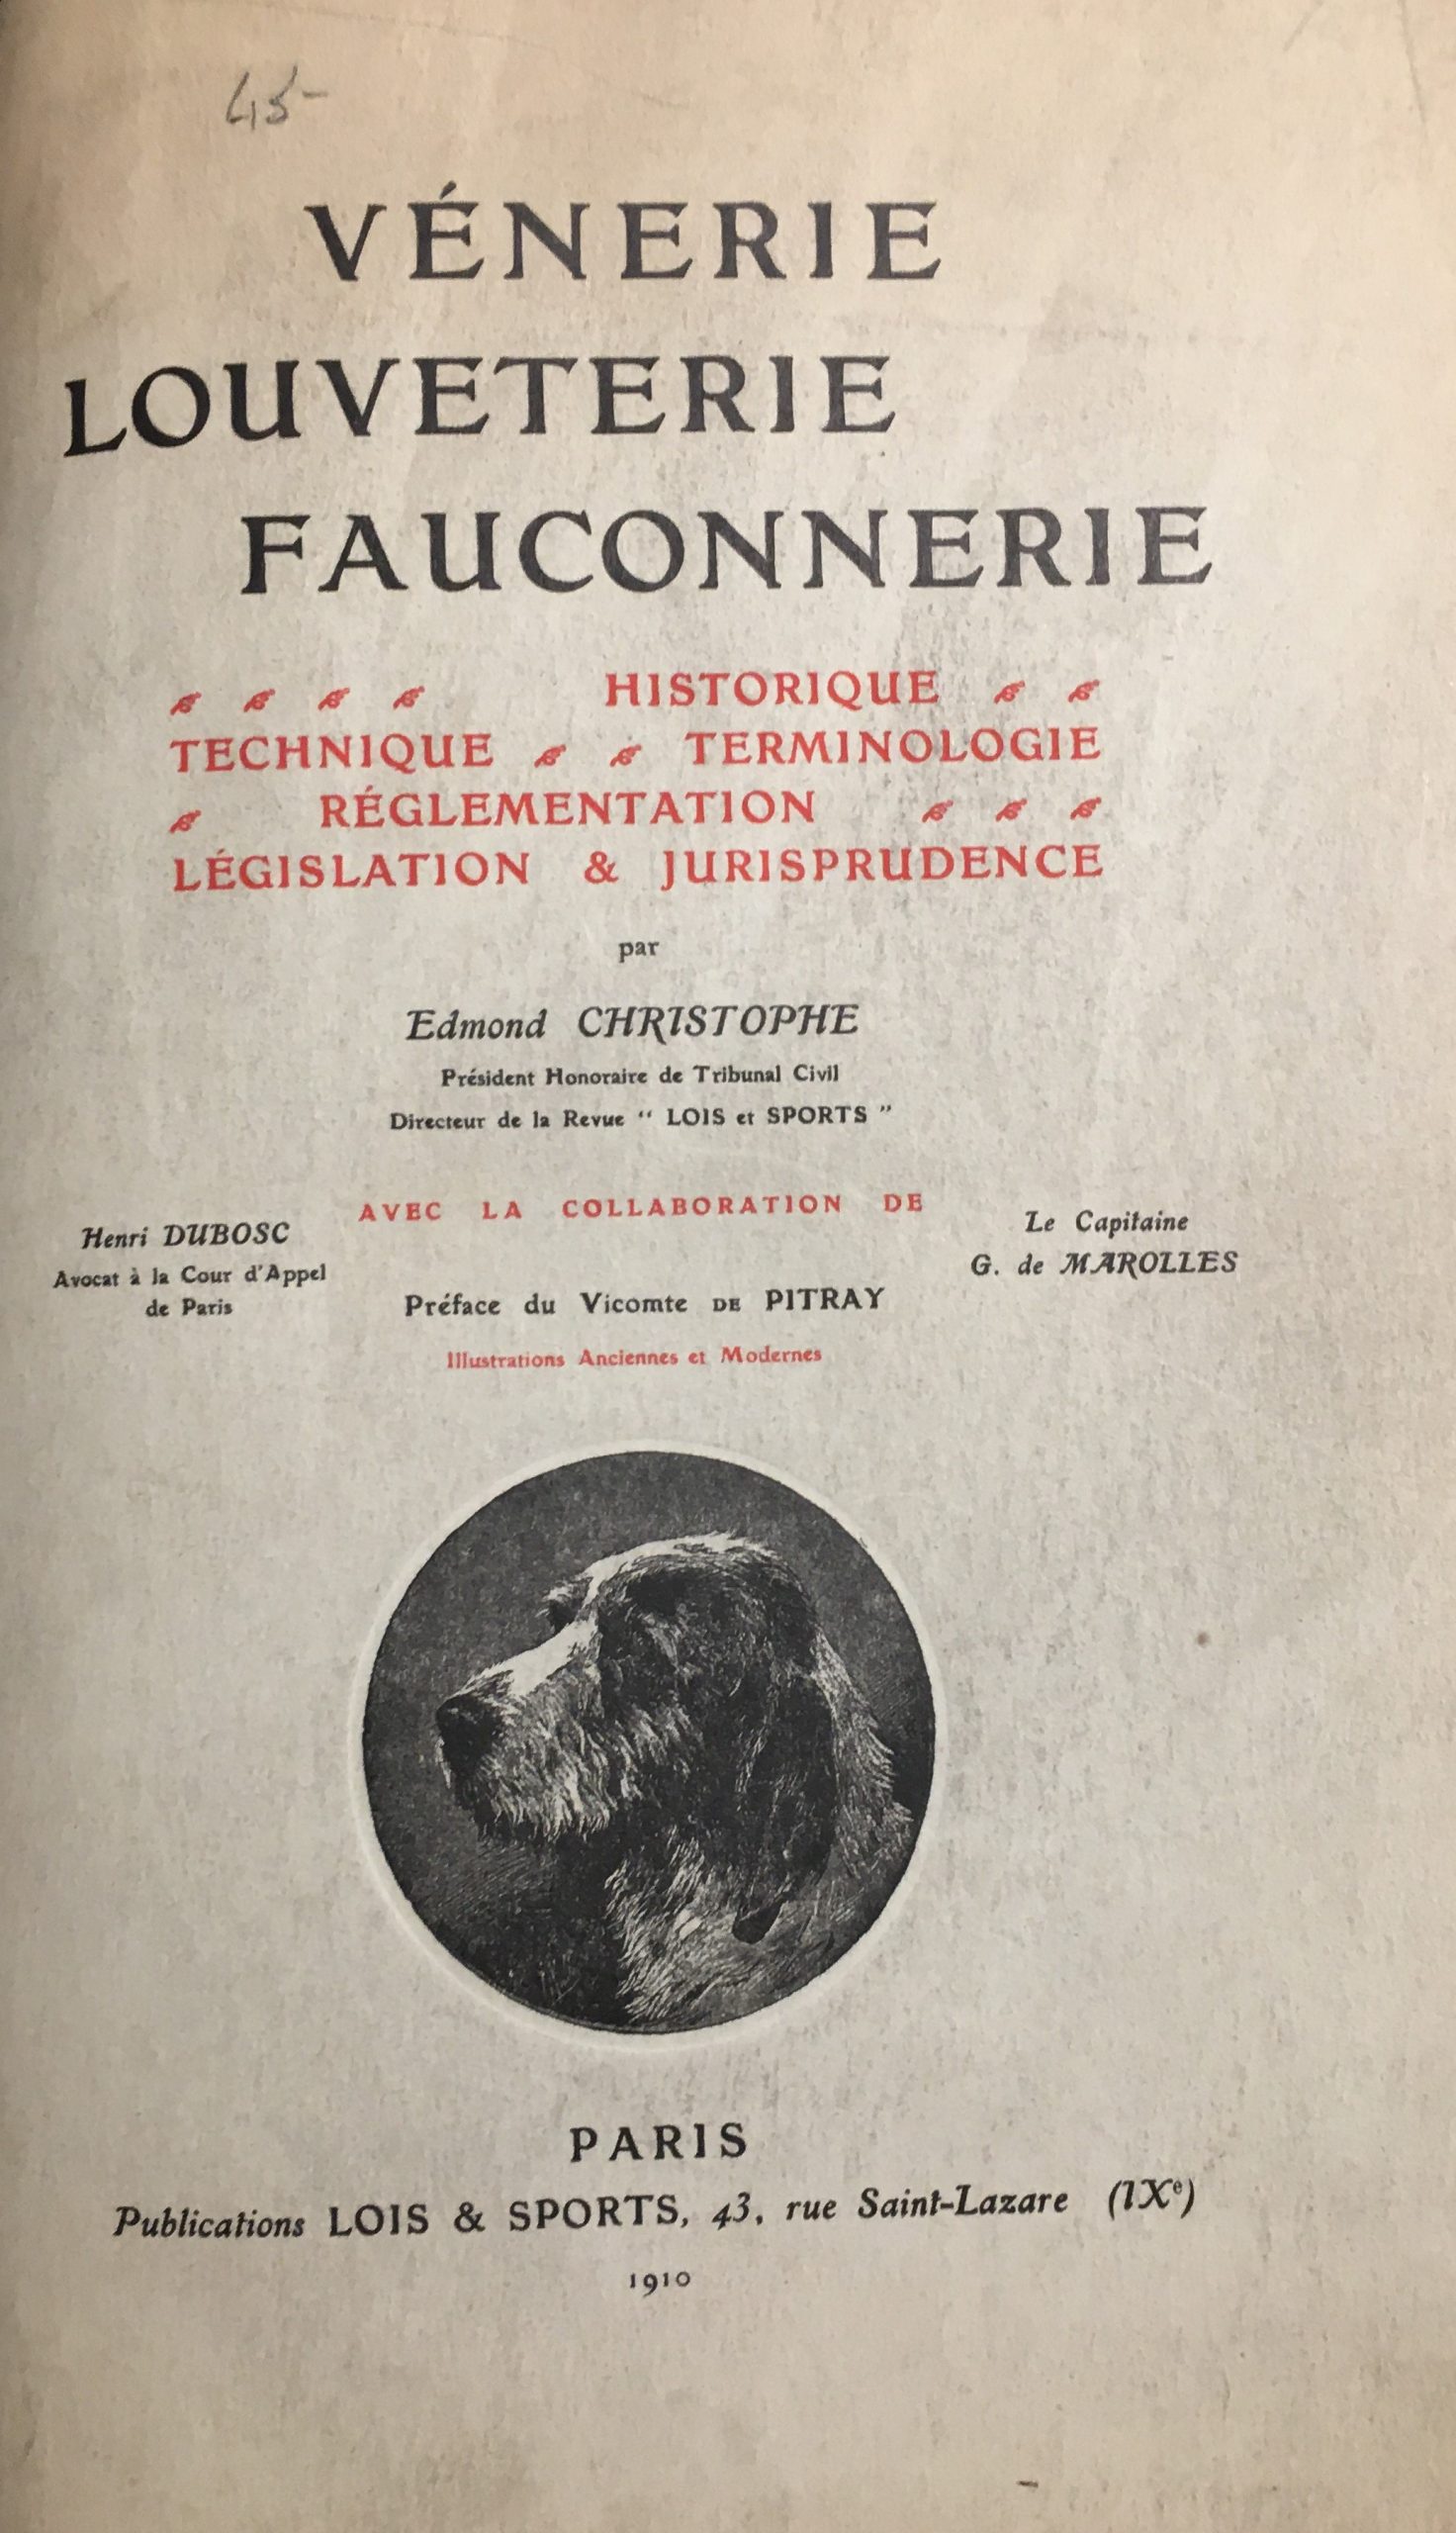 45-
VÉNERIE
LOUVETERIE
FAUCONNERIE
HISTORIQUE
TECHNIQUE TERMINOLOGIE
RÉGLEMENTATION
LÉGISLATION & JURISPRUDENCE
par
Edmond CHRISTOPHE
Président Honoraire de Tribunal Civil
Directeur de la Revue “ LOIS et SPORTS ”
AVEC LA COLLABORATION DE
Henri DUBOSC
Avocat à la Cour d'Appel
de Paris
Le Capitaine
G. de MAROLLES
Préface du Vicomte DE PITRAY
Illustrations Anciennes et Modernes
PARIS
Publications LOIS & SPORTS, 43, rue Saint-Lazare (IXe)
1910